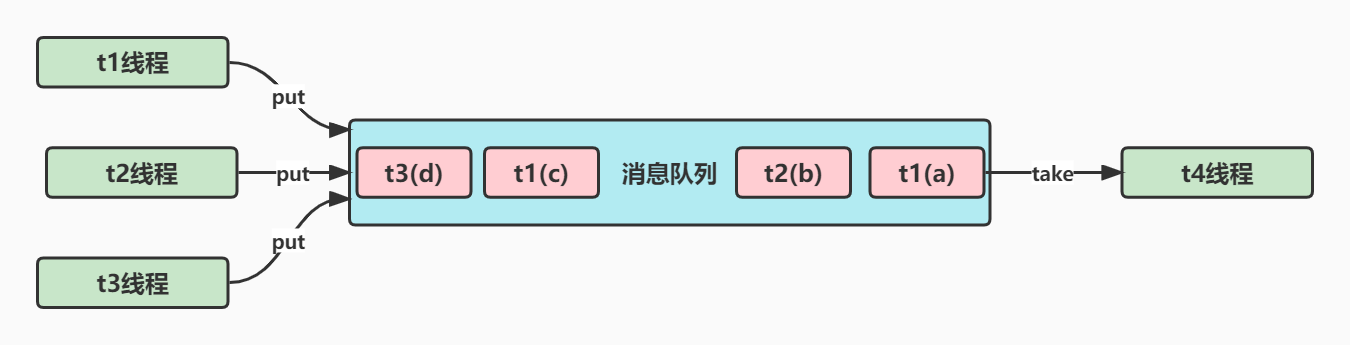 t1线程
put
t2线程
put
t3线程
put
t3(d)
t1(c)
消息队列
t2(b)
t1(a)
take
t4线程